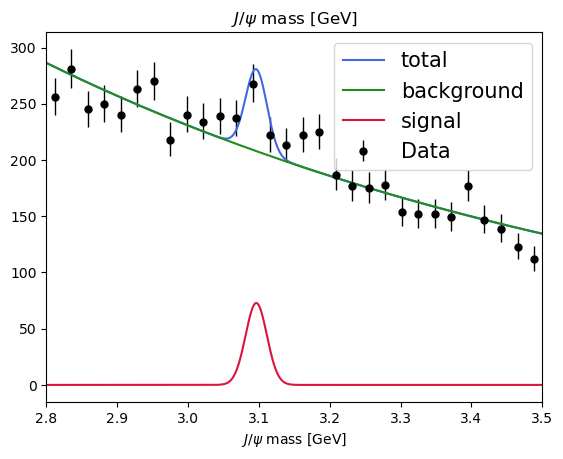 J/ψ mass [GeV]
total
background
signal
Data
300
250
200
150
100
50
0
2.8 2.9 3.0 3.1 3.2 3.3 3.4 3.5
J/ψ mass [GeV]